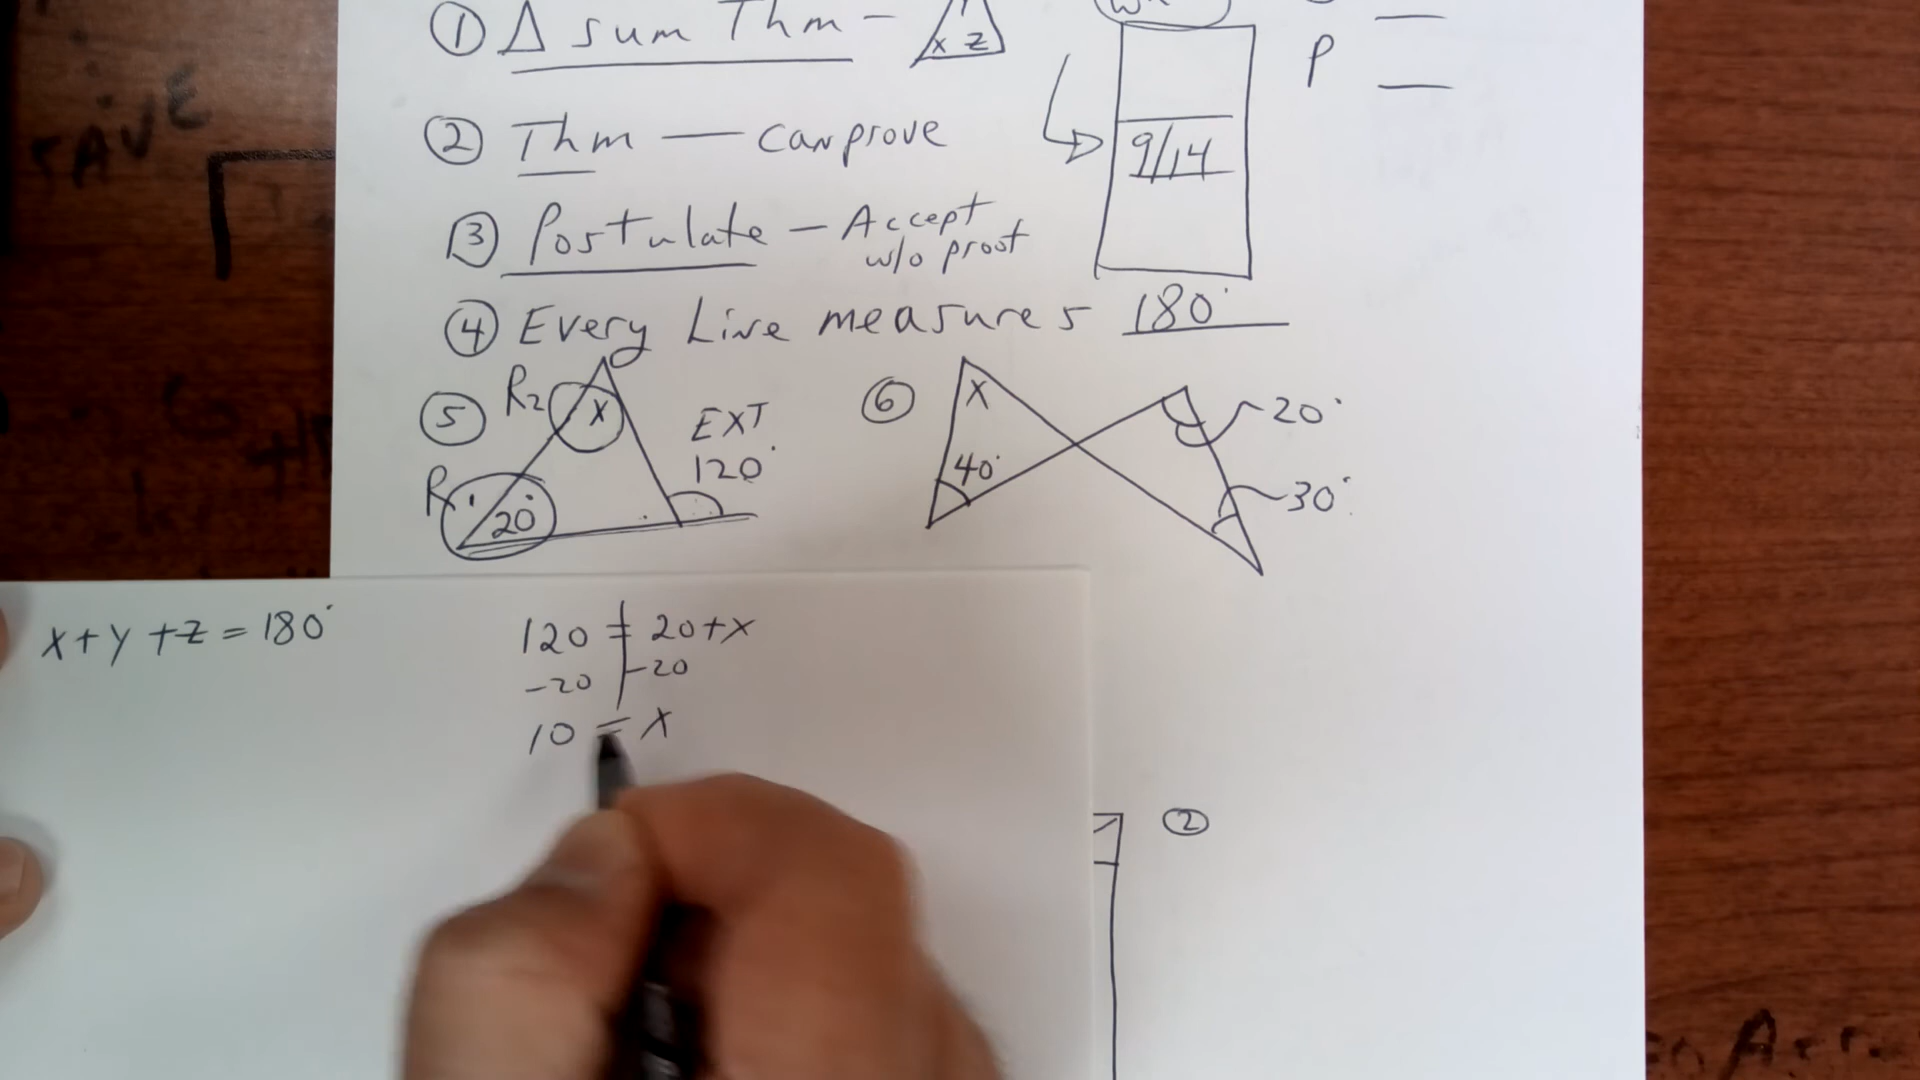 ① Δ sum Thm –
x z
② Thm — can prove
③ Postulate – Accept
w/o proof
9/14
P
④ Every Line measures 180°
⑤ R2 x
EXT
120°
R1 20°
⑥ x
40°
20°
30°
x+y+z=180°
120 = 20+x
-20 -20
10 = x
②
SAVE